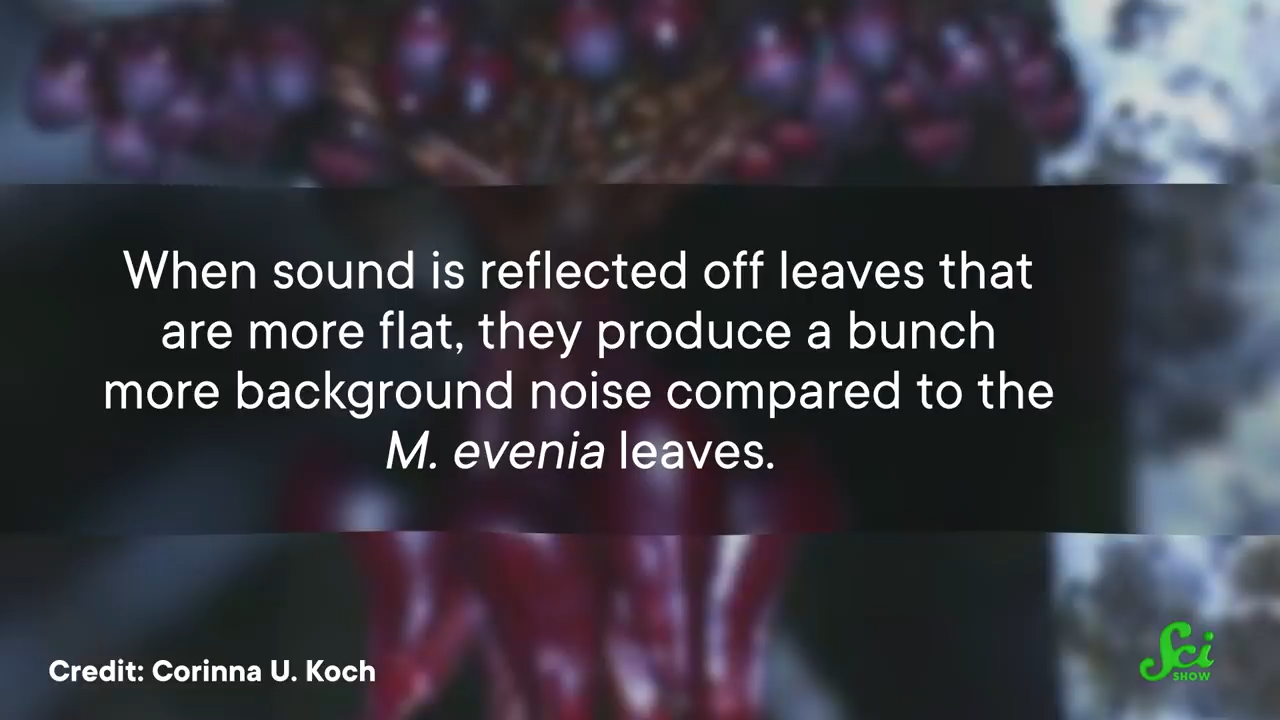 When sound is reflected off leaves that
are more flat, they produce a bunch
more background noise compared to the
M. evenia leaves.
Credit: Corinna U. Koch
Sci
SHOW